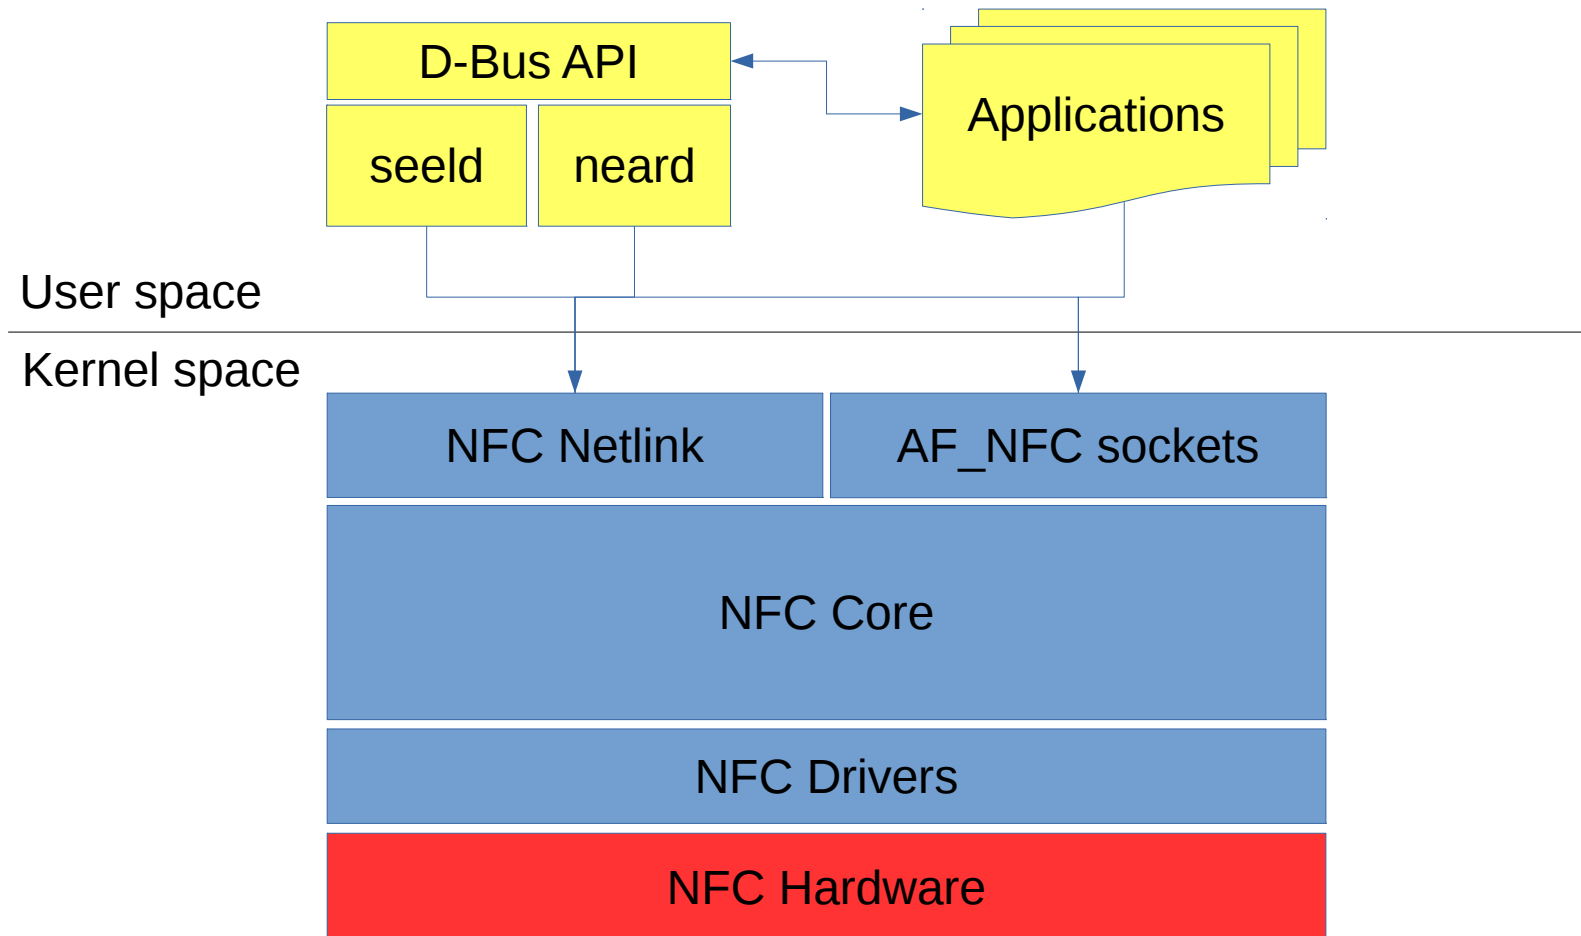 D-Bus API
Applications
seeld
neard
User space
Kernel space
NFC Netlink
AF_NFC sockets
NFC Core
NFC Drivers
NFC Hardware